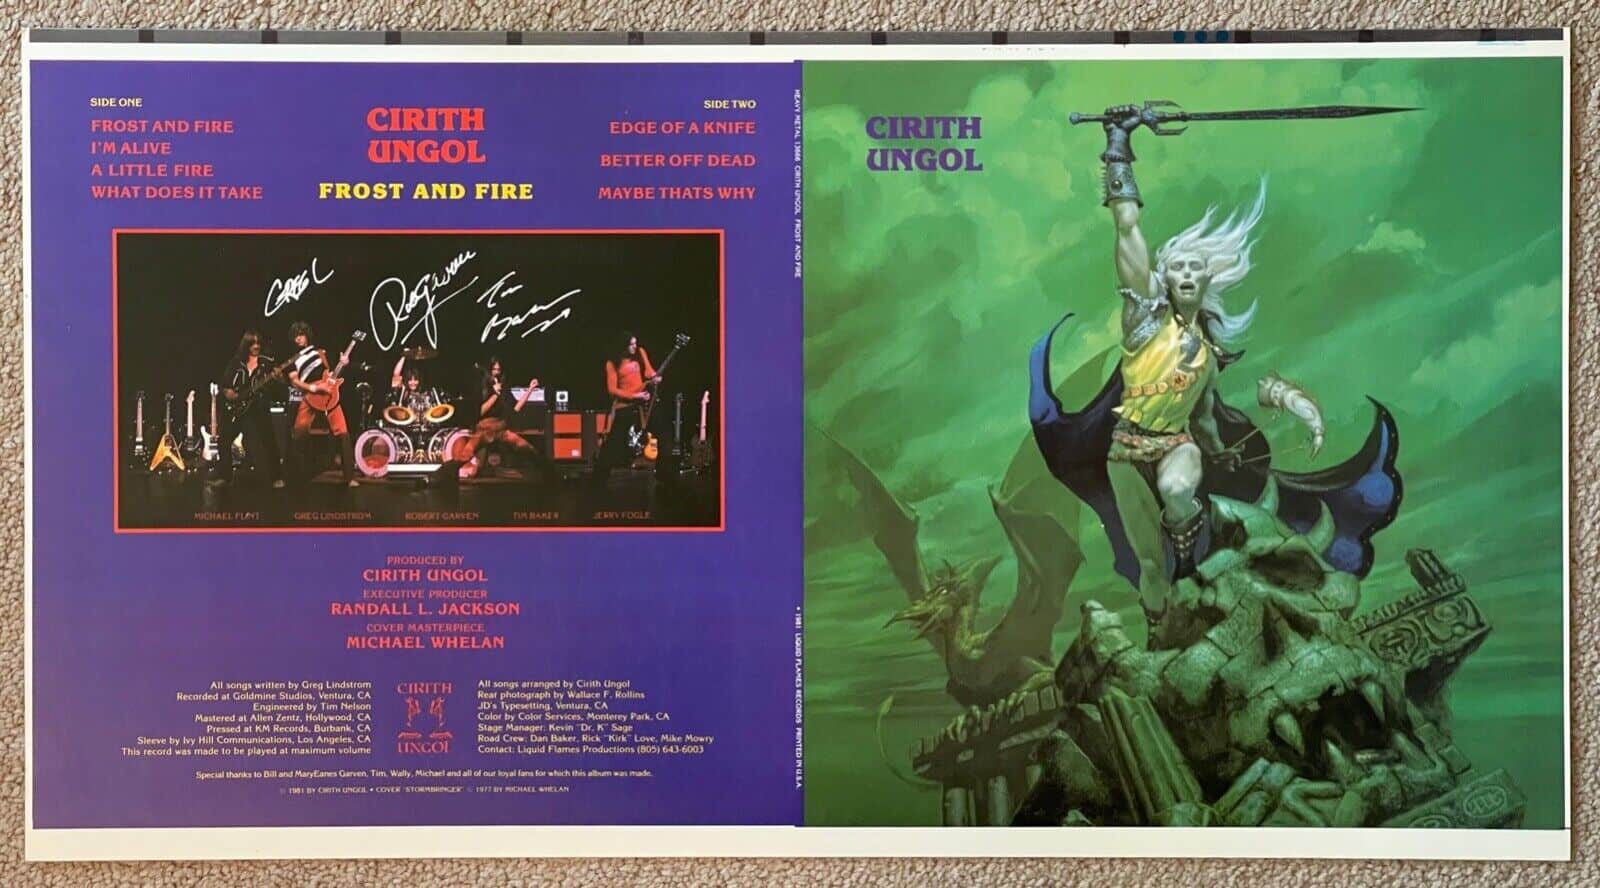 SIDE ONE
FROST AND FIRE
I'M ALIVE
A LITTLE FIRE
WHAT DOES IT TAKE
CIRITH
UNGOL
FROST AND FIRE
SIDE TWO
EDGE OF A KNIFE
BETTER OFF DEAD
MAYBE THATS WHY
GREG L
MICHAEL FLINT
GREG LINDSTROM
ROBERT GARVEN
TIM BAKER
JERRY FOGLE
PRODUCED BY
CIRITH UNGOL
EXECUTIVE PRODUCER
RANDALL L. JACKSON
COVER MASTERPIECE
MICHAEL WHELAN
All songs written by Greg Lindstrom
Recorded at Goldmine Studios, Ventura, CA
Engineered by Tim Nelson
Mastered at Allen Zentz, Hollywood, CA
Pressed at KM Records, Burbank, CA
Sleeve by Ivy Hill Communications, Los Angeles, CA
This record was made to be played at maximum volume
CIRITH
UNGOL
All songs arranged by Cirith Ungol
Rear photograph by Wallace F. Rollins
JD's Typesetting, Ventura, CA
Color by Color Services, Monterey Park, CA
Stage Manager: Kevin "Dr. K" Sage
Road Crew: Dan Baker, Rick "Kirk" Love, Mike Mowry
Contact: Liquid Flames Productions (805) 643-6003
Special thanks to Bill and MaryEanes Garven, Tim, Wally, Michael and all of our loyal fans for which this album was made.
1981 BY CIRITH UNGOL • COVER "STORMBRINGER" © 1977 BY MICHAEL WHELAN
HEAVY METAL 13666 CIRITH UNGOL FROST AND FIRE
• 1981 LIQUID FLAMES RECORDS PRINTED IN U.S.A.
CIRITH
UNGOL